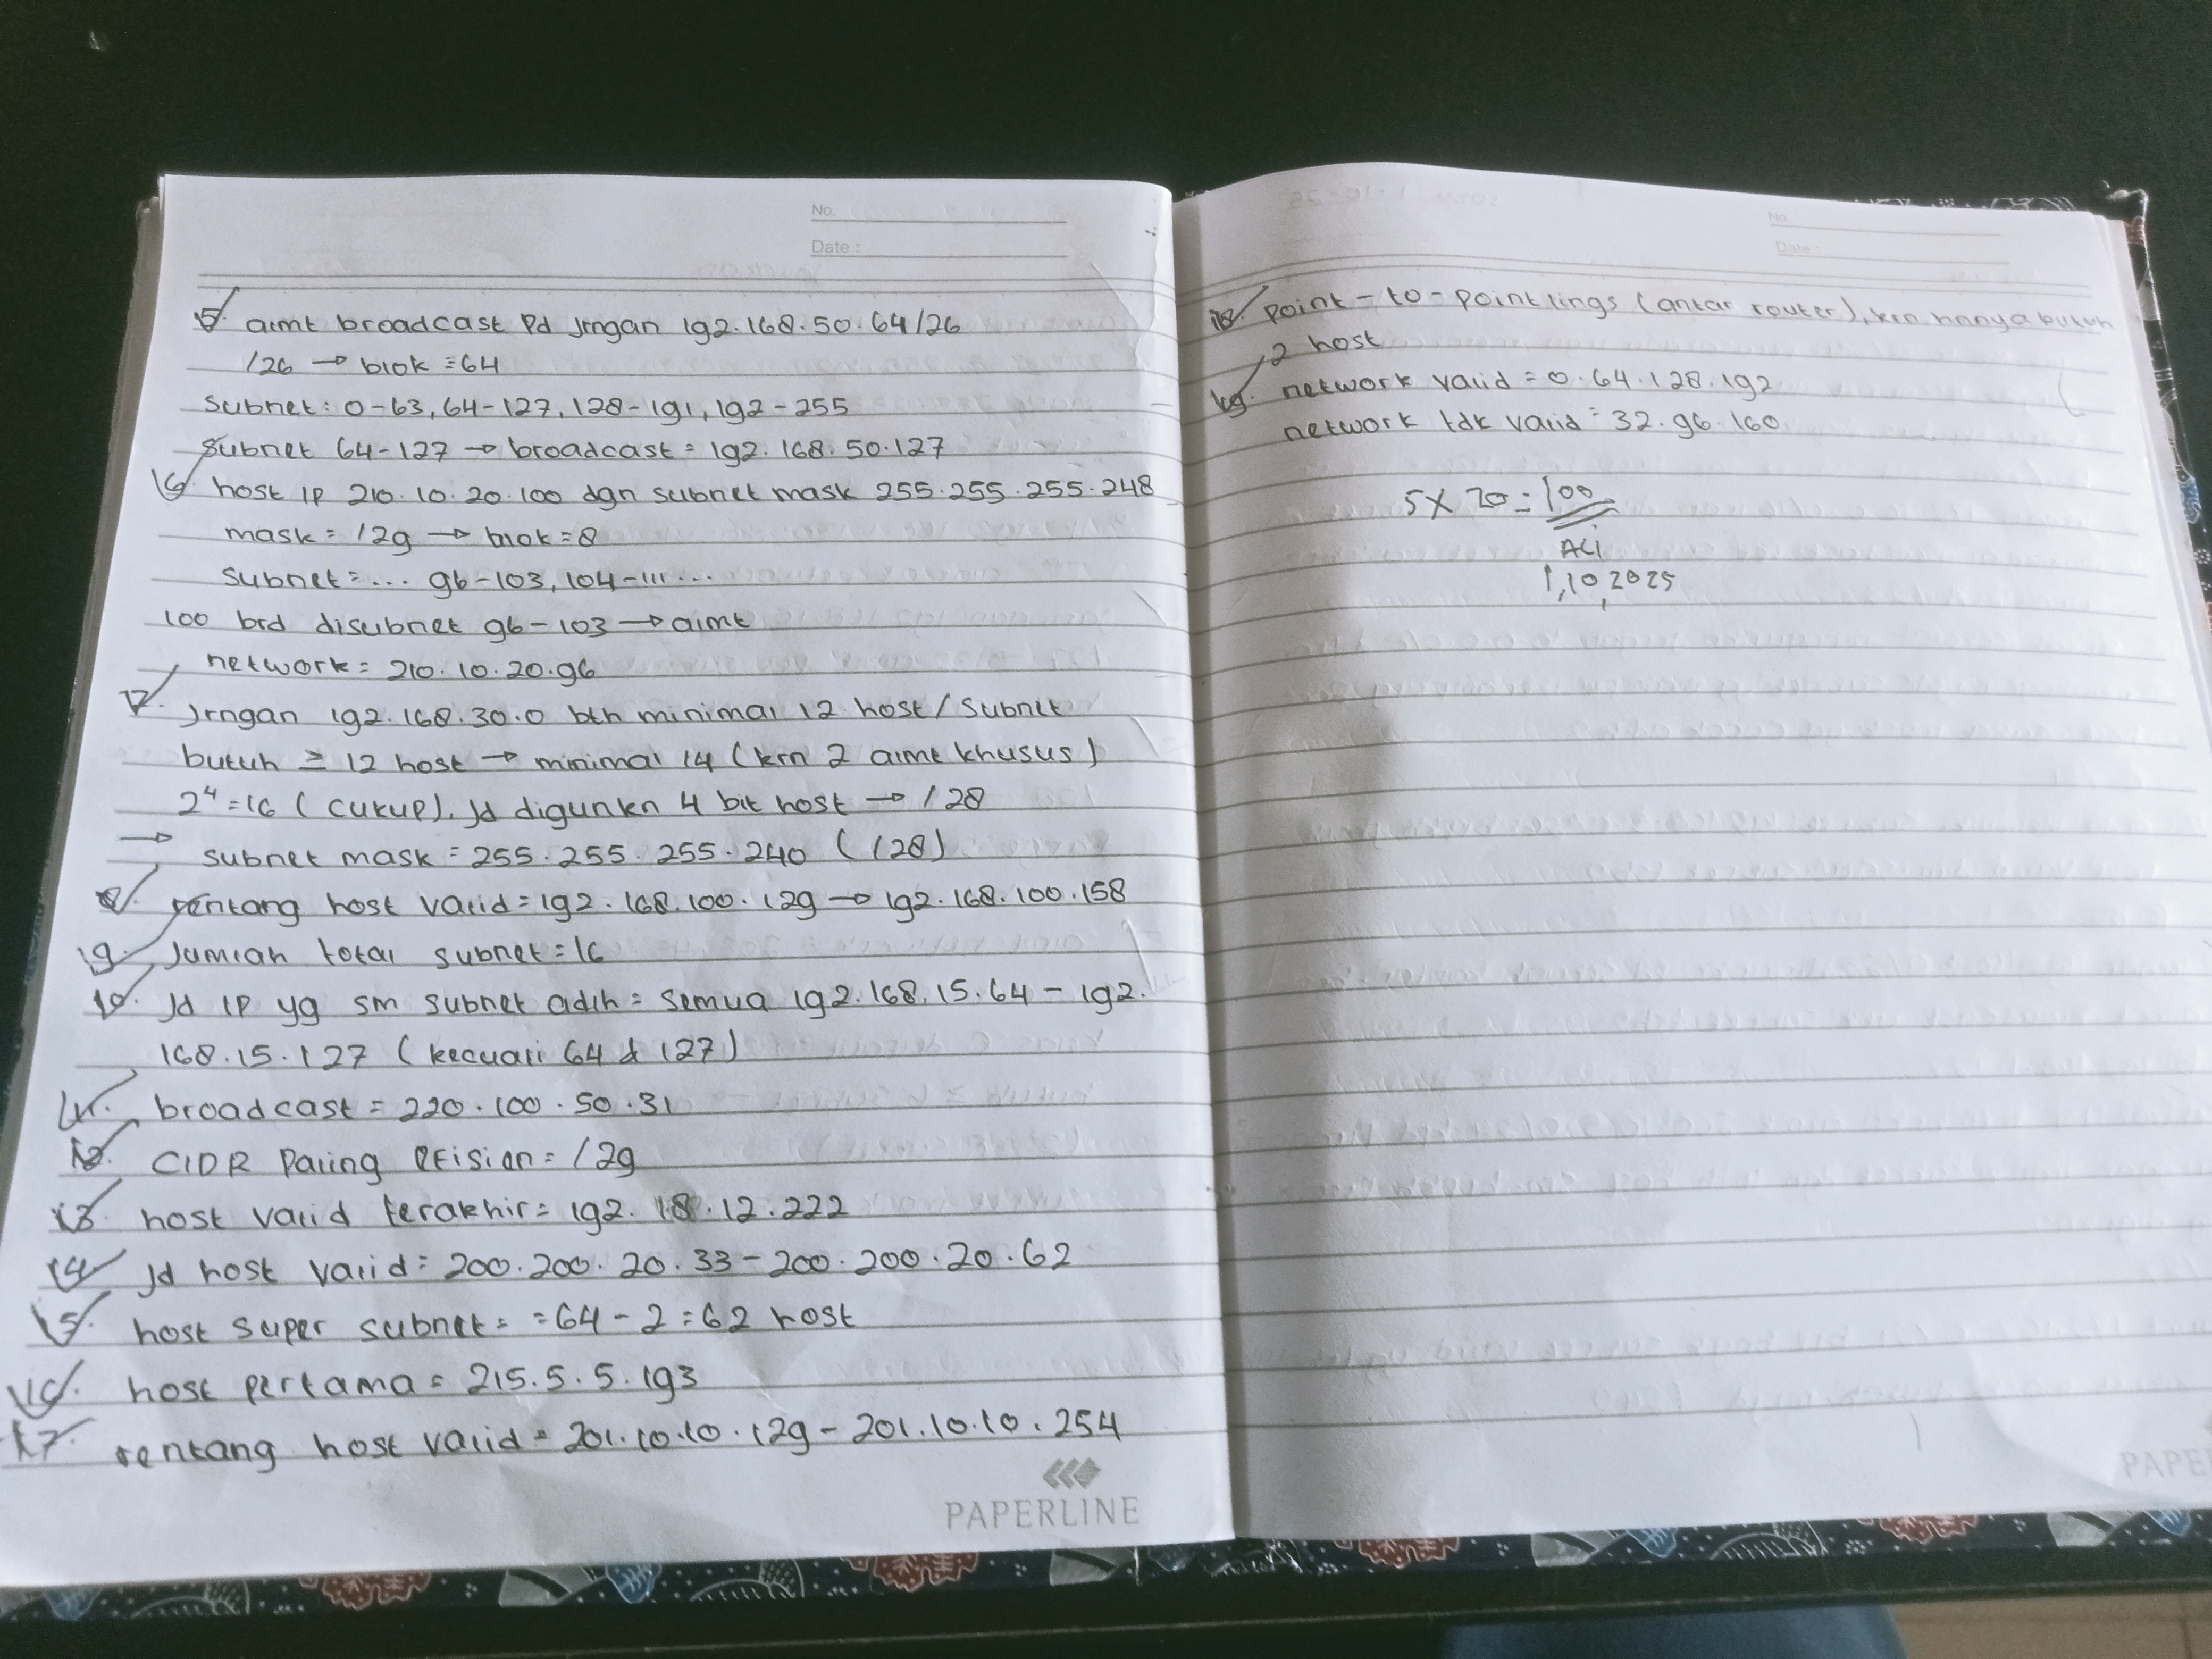 No.
Date :
5. almt broadcast Pd Jrngan 192.168.50.64/26
/26 → blok = 64
Subnet: 0-63, 64-127, 128-191, 192-255
Subnet 64-127 → broadcast = 192.168.50.127
6. host IP 210.10.20.100 dgn subnet mask 255.255.255.248
mask = /29 → blok = 8
Subnet = ... 96-103, 104-111 ...
100 brd disubnet 96-103 → almt
network = 210.10.20.96
7. Jrngan 192.168.30.0 bth minimal 12 host / Subnet
butuh ≥ 12 host → minimal 14 (krn 2 almt khusus)
2⁴ = 16 (cukup). Jd digunkn 4 bit host → /28
→ subnet mask = 255.255.255.240 (/28)
8. rentang host valid = 192.168.100.129 → 192.168.100.158
9. Jumlah total subnet = 16
10. Jd IP yg sm subnet adlh = semua 192.168.15.64 - 192.
168.15.127 (kecuali 64 & 127)
11. broadcast = 220.100.50.31
12. CIDR Paling efisian = /29
13. host valid terakhir = 192.18.12.222
14. Jd host valid = 200.200.20.33 - 200.200.20.62
15. host super subnet = = 64 - 2 = 62 host
16. host pertama = 215.5.5.193
17. rentang host valid = 201.10.10.129 - 201.10.10.254
PAPERLINE
No.
Date :
18. Point - to - point lings (antar router), krn hanya butuh
2 host
19. network valid = 0.64.128.192
network tdk valid = 32.96.160
5 X 20 = 100
ACi
1,10,2025
PAPE